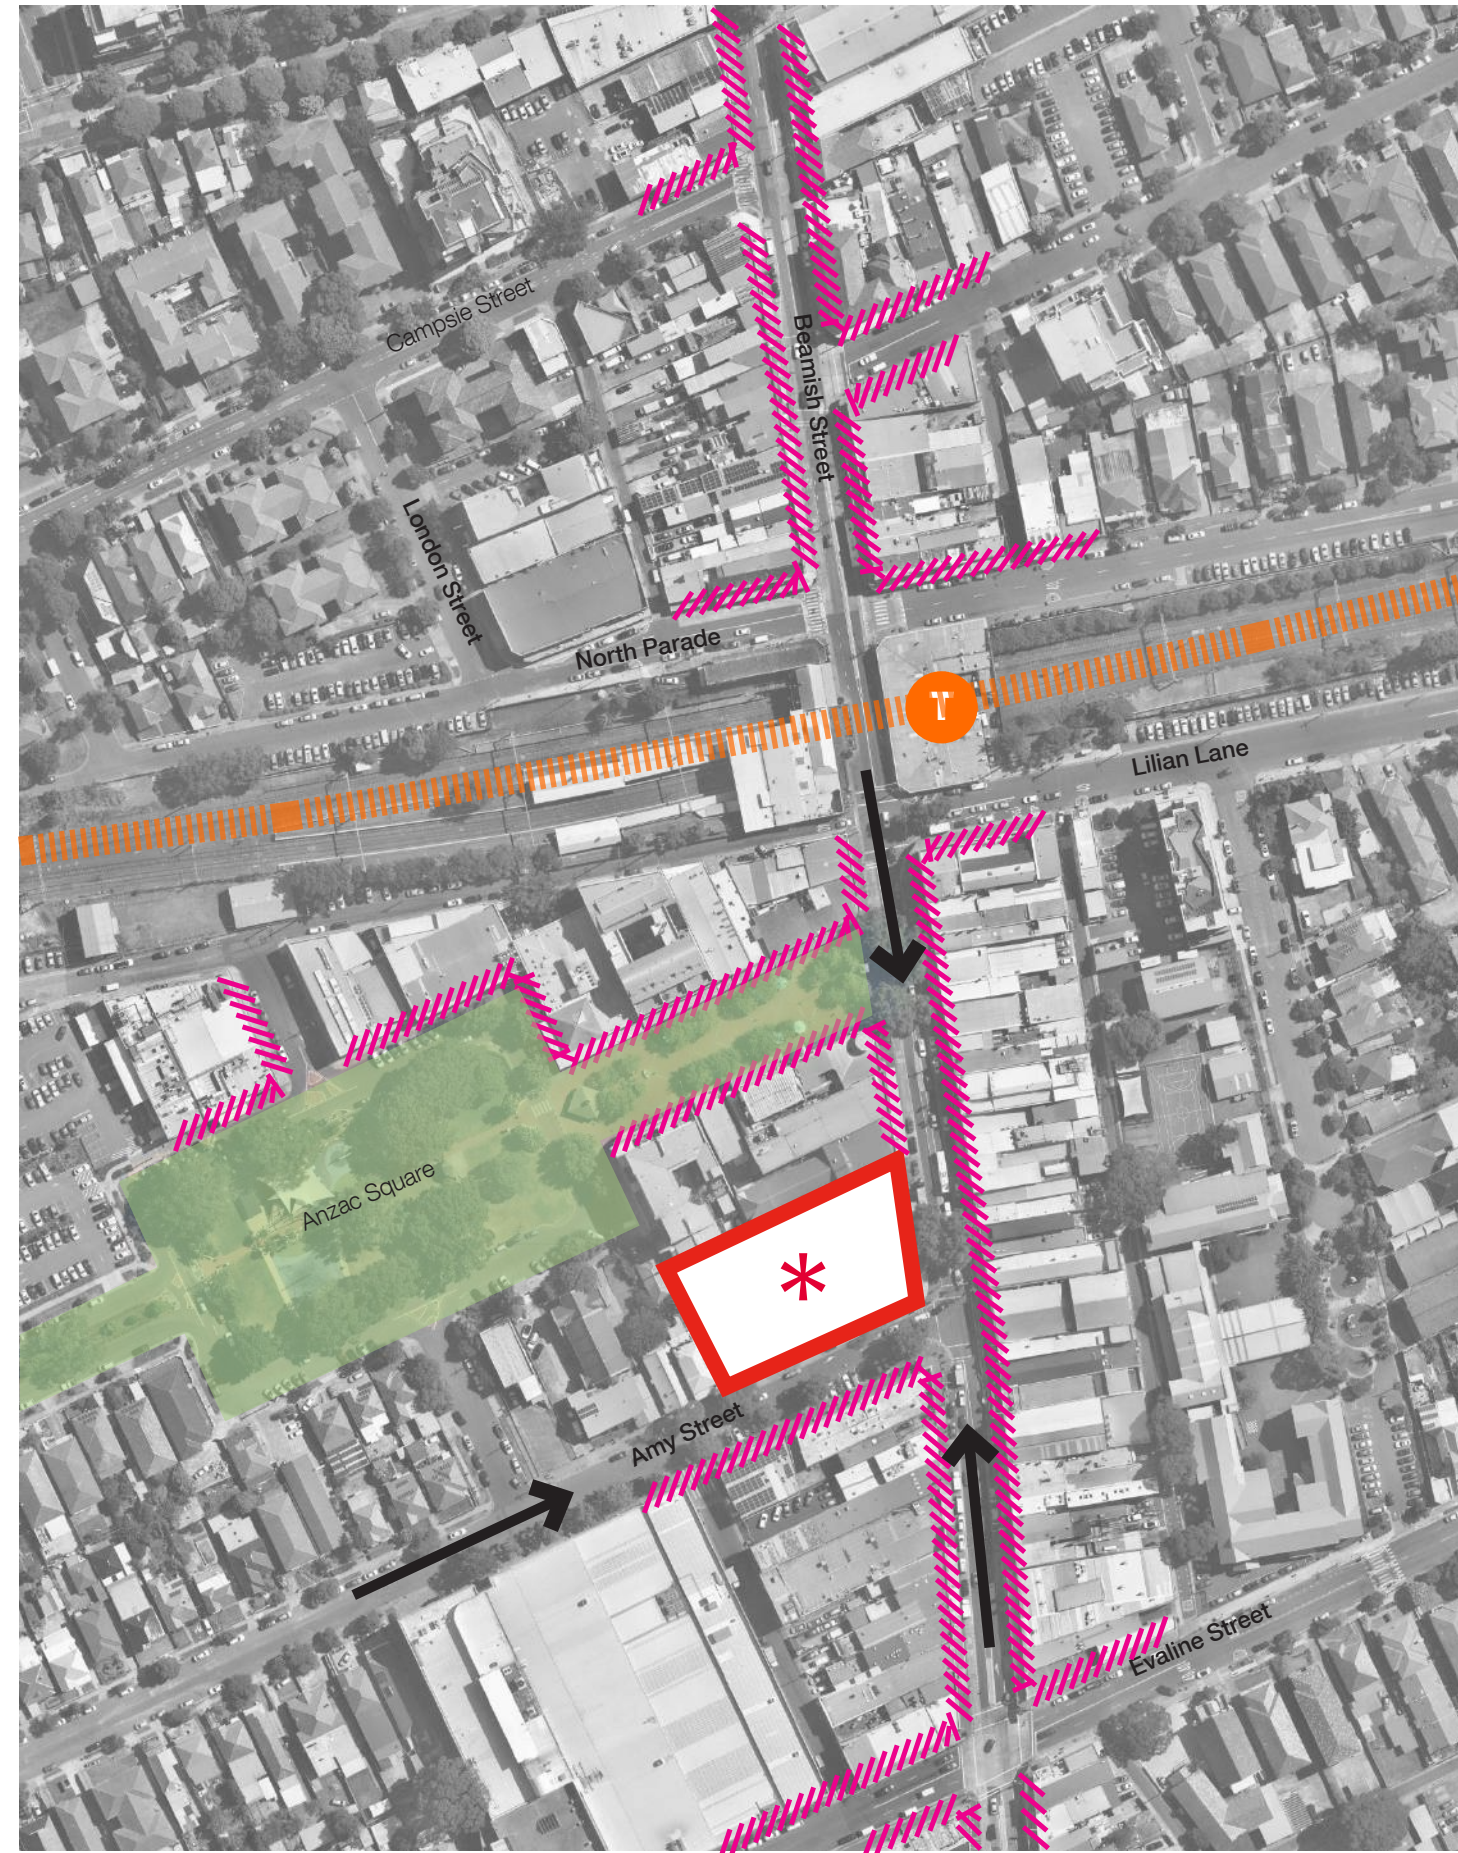 Campsie Street
Beamish Street
London Street
North Parade
T
Lilian Lane
Anzac Square
*
Amy Street
Evaline Street